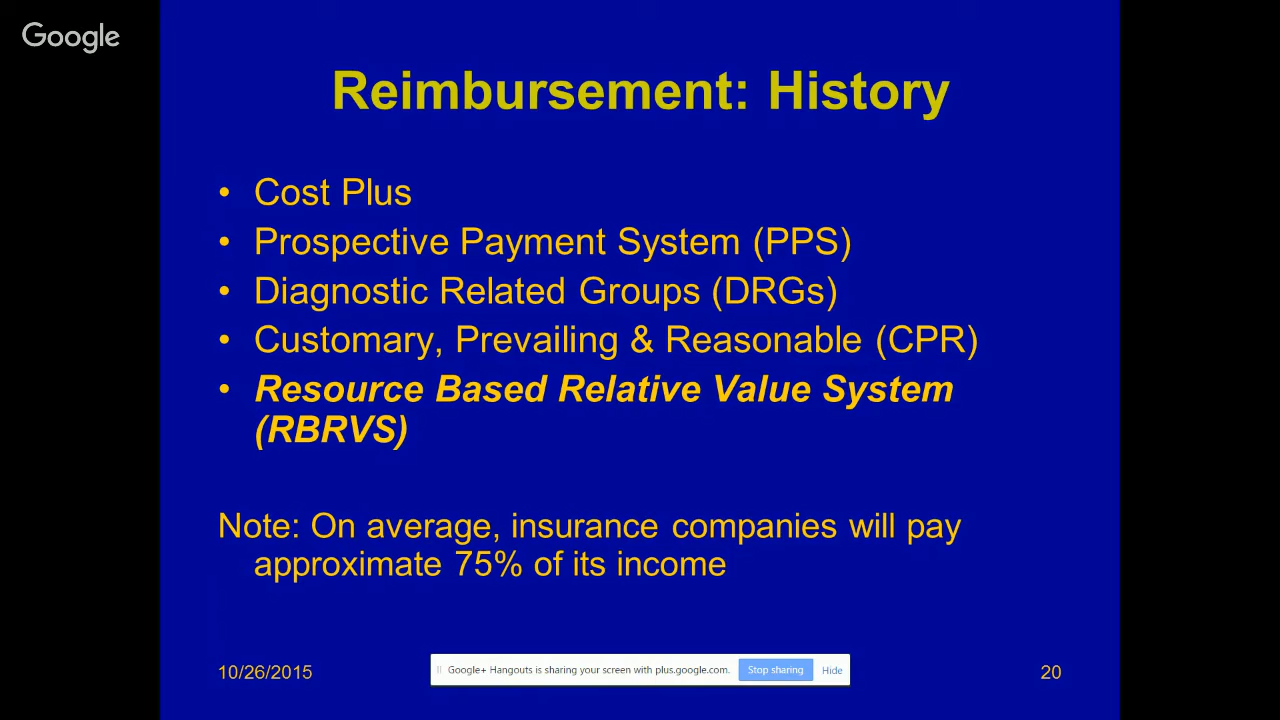 Google
Reimbursement: History
• Cost Plus
• Prospective Payment System (PPS)
• Diagnostic Related Groups (DRGs)
• Customary, Prevailing & Reasonable (CPR)
• Resource Based Relative Value System
(RBRVS)
Note: On average, insurance companies will pay
approximate 75% of its income
10/26/2015
Google+ Hangouts is sharing your screen with plus.google.com. Stop sharing Hide
20